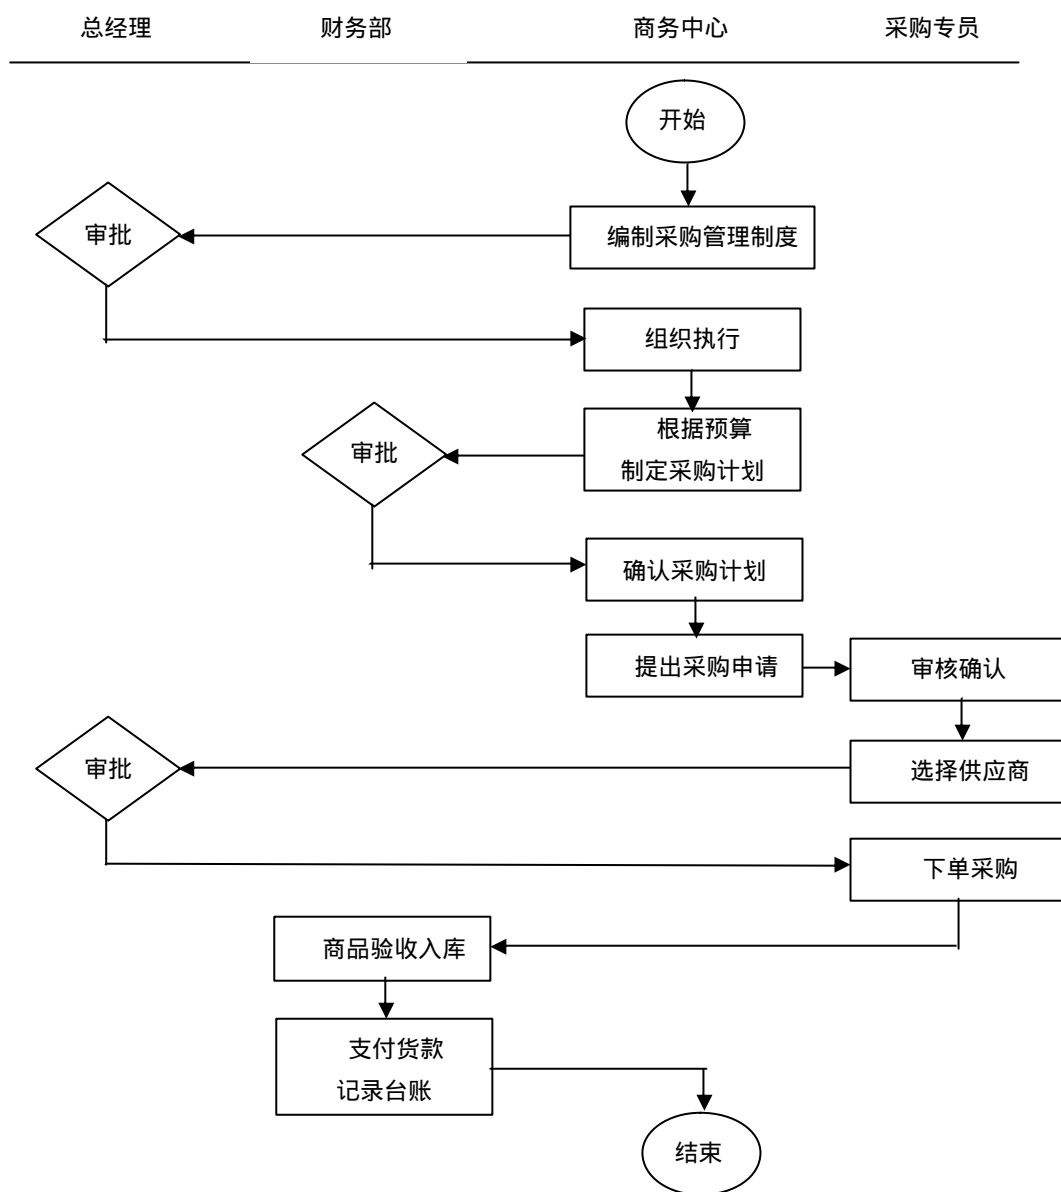 总经理 财务部 商务中心 采购专员
开始
审批
编制采购管理制度
组织执行
根据预算
审批
制定采购计划
确认采购计划
提出采购申请
审核确认
审批
选择供应商
下单采购
商品验收入库
支付货款
记录台账
结束